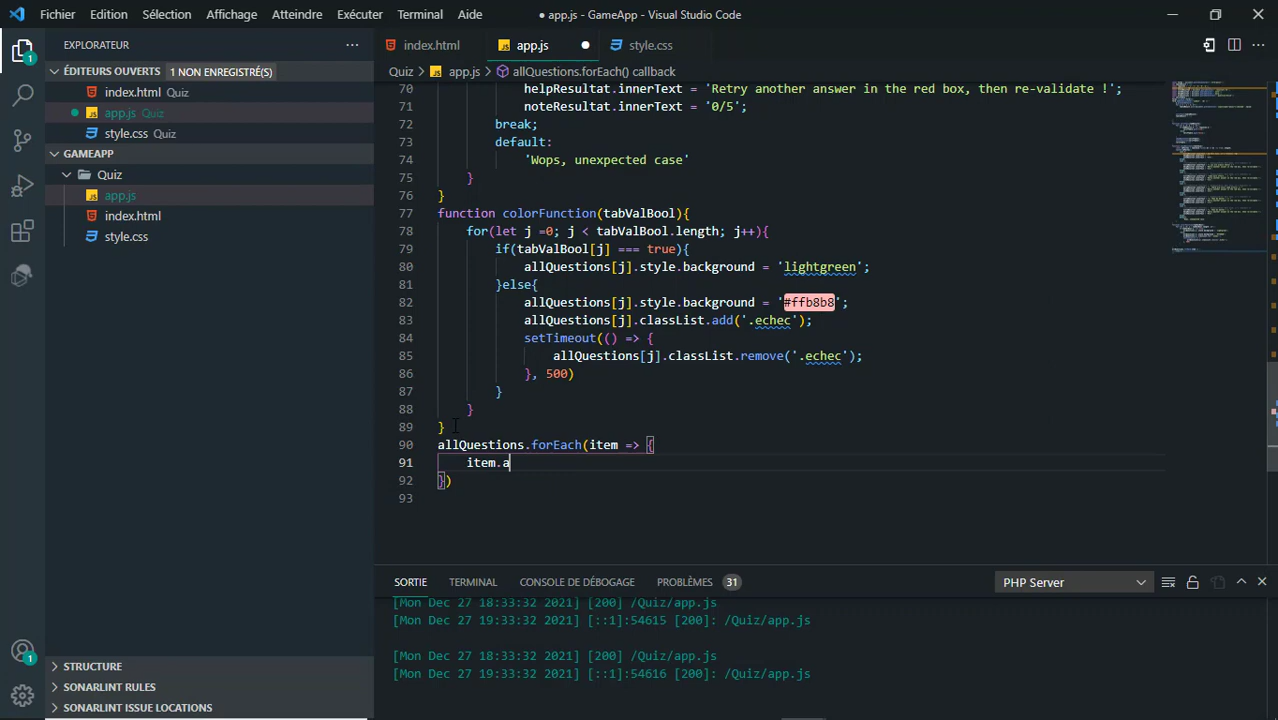 Fichier Edition Sélection Affichage Atteindre Exécuter Terminal Aide ● app.js - GameApp - Visual Studio Code
EXPLORATEUR
ÉDITEURS OUVERTS 1 NON ENREGISTRÉ(S)
index.html Quiz
app.js Quiz
style.css Quiz
GAMEAPP
Quiz
app.js
index.html
style.css
STRUCTURE
SONARLINT RULES
SONARLINT ISSUE LOCATIONS
1
1
index.html app.js style.css
Quiz > app.js > allQuestions.forEach() callback
70 helpResultat.innerText = 'Retry another answer in the red box, then re-validate !';
71 noteResultat.innerText = '0/5';
72 break;
73 default:
74 'Wops, unexpected case'
75 }
76 }
77 function colorFunction(tabValBool){
78 for(let j =0; j < tabValBool.length; j++){
79 if(tabValBool[j] === true){
80 allQuestions[j].style.background = 'lightgreen';
81 }else{
82 allQuestions[j].style.background = '#ffb8b8';
83 allQuestions[j].classList.add('.echec');
84 setTimeout(() => {
85 allQuestions[j].classList.remove('.echec');
86 }, 500)
87 }
88 }
89 }
90 allQuestions.forEach(item => {
91 item.a
92 })
93
SORTIE TERMINAL CONSOLE DE DÉBOGAGE PROBLÈMES 31 PHP Server
[Mon Dec 27 18:33:32 2021] [200] /Quiz/app.js
[Mon Dec 27 19:33:32 2021] [::1]:54615 [200]: /Quiz/app.js
[Mon Dec 27 18:33:32 2021] [200] /Quiz/app.js
[Mon Dec 27 19:33:32 2021] [::1]:54616 [200]: /Quiz/app.js